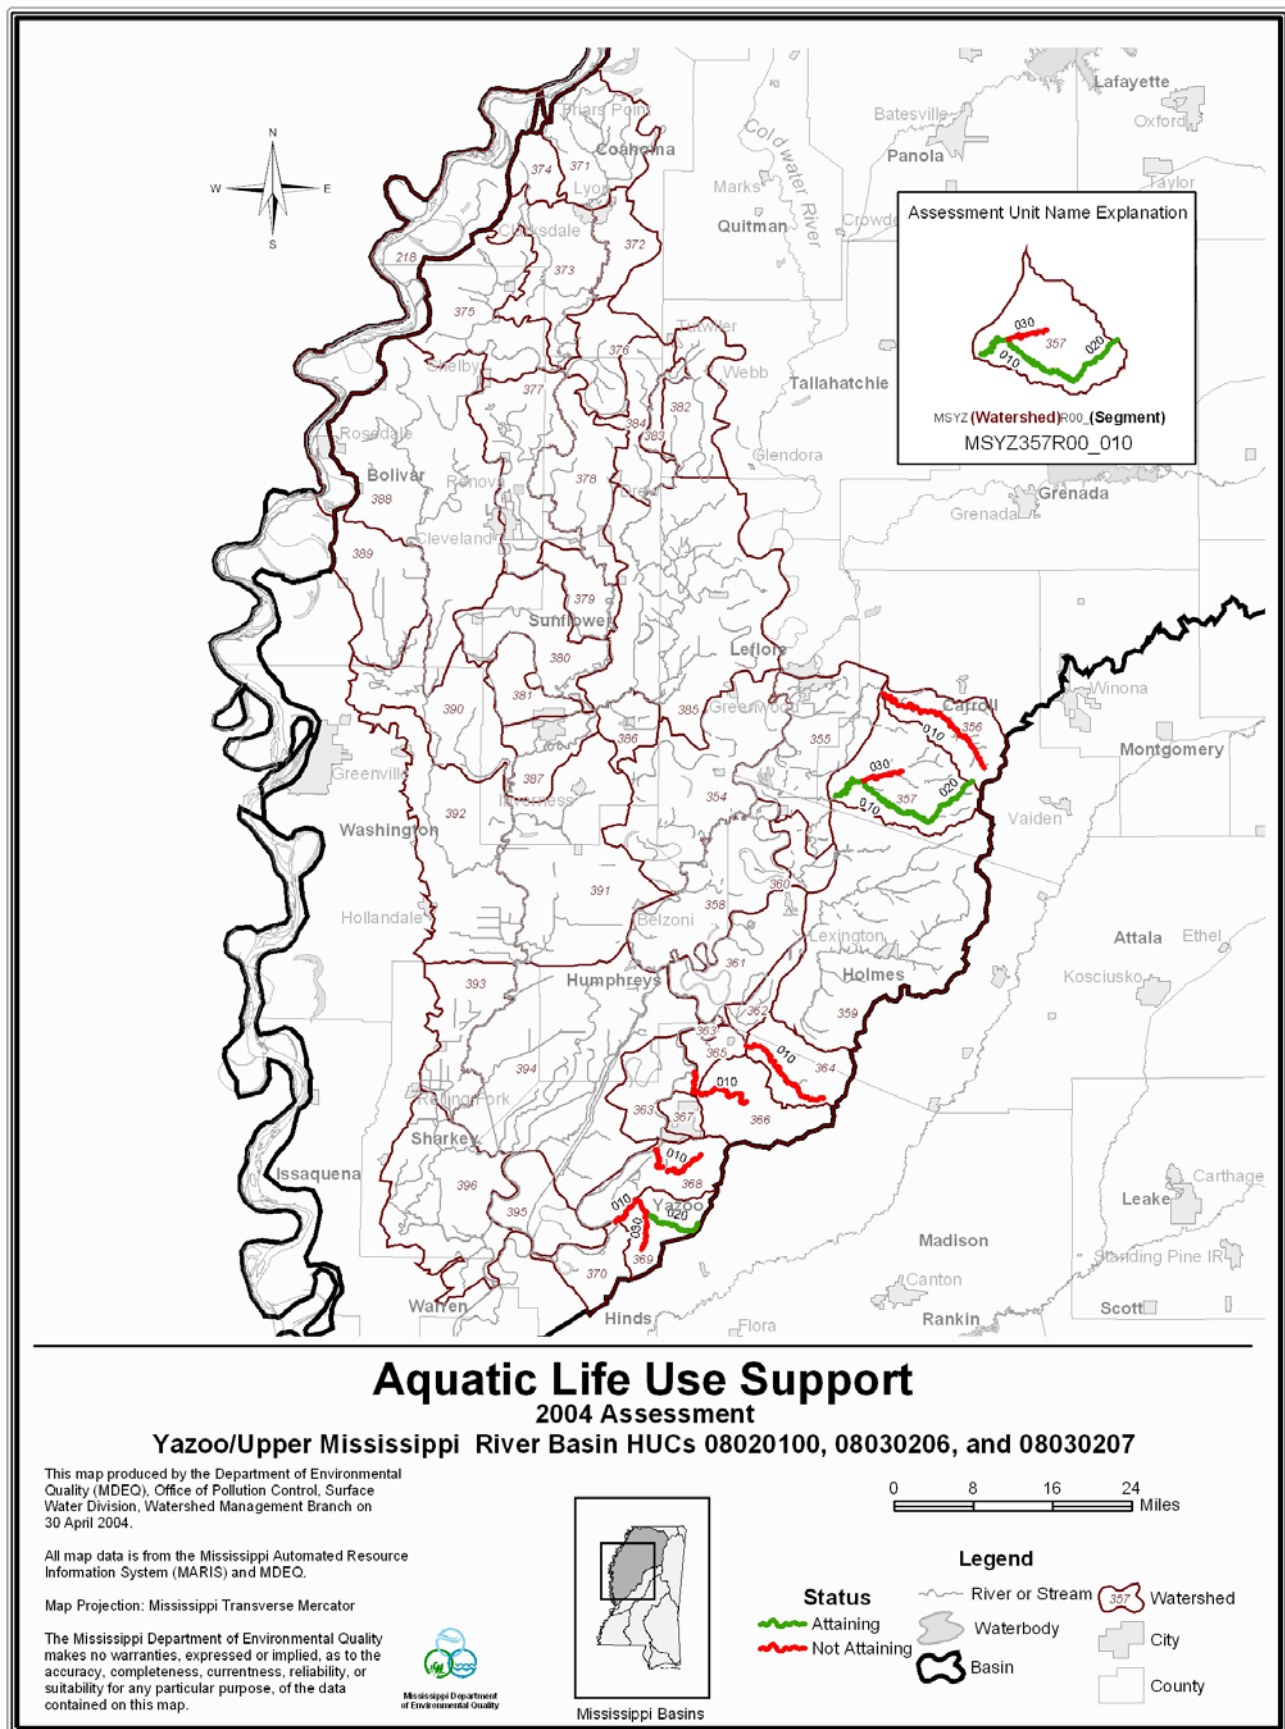 Friars Point
Lafayette
Batesville
Oxford
N
Coahoma
Panola
374
371
Coldwater River
W
E
Lyon
Marks
Taylor
S
Quitman
Crowde
Assessment Unit Name Explanation
Clarksdale
372
218
373
375
030
357
020
010
MSYZ(Watershed)R00_(Segment)
MSYZ357R00_010
Tutwiler
376
Shelby
Webb
377
Tallahatchie
382
384
383
Rosedale
Glendora
Bolivar
Renova
378
Drew
388
Grenada
Grenada
Cleveland
389
379
Sunflower
Leflore
380
Winona
381
390
385
Greenwood
Carroll
356
010
355
386
Montgomery
Greenville
387
030
354
357
020
010
Inverness
392
Washington
Vaiden
360
391
358
Hollandale
Belzoni
Lexington
Attala
Ethel
361
Holmes
Kosciusko
Humphreys
393
362
359
363
365
010
364
394
010
Rolling Fork
363
367
366
Sharkey
010
Issaquena
368
Carthage
396
010
Yazoo
Leake
395
020
030
Madison
369
Standing Pine IR
370
Canton
Warren
Hinds
Flora
Rankin
Scott
Aquatic Life Use Support
2004 Assessment
Yazoo/Upper Mississippi River Basin HUCs 08020100, 08030206, and 08030207
This map produced by the Department of Environmental
Quality (MDEQ), Office of Pollution Control, Surface
Water Division, Watershed Management Branch on
30 April 2004.
All map data is from the Mississippi Automated Resource
Information System (MARIS) and MDEQ.
Map Projection: Mississippi Transverse Mercator
The Mississippi Department of Environmental Quality
makes no warranties, expressed or implied, as to the
accuracy, completeness, currentness, reliability, or
suitability for any particular purpose, of the data
contained on this map.
Mississippi Department
of Environmental Quality
Mississippi Basins
0 8 16 24
Miles
Legend
Status
Attaining
Not Attaining
River or Stream
Waterbody
Basin
357
Watershed
City
County